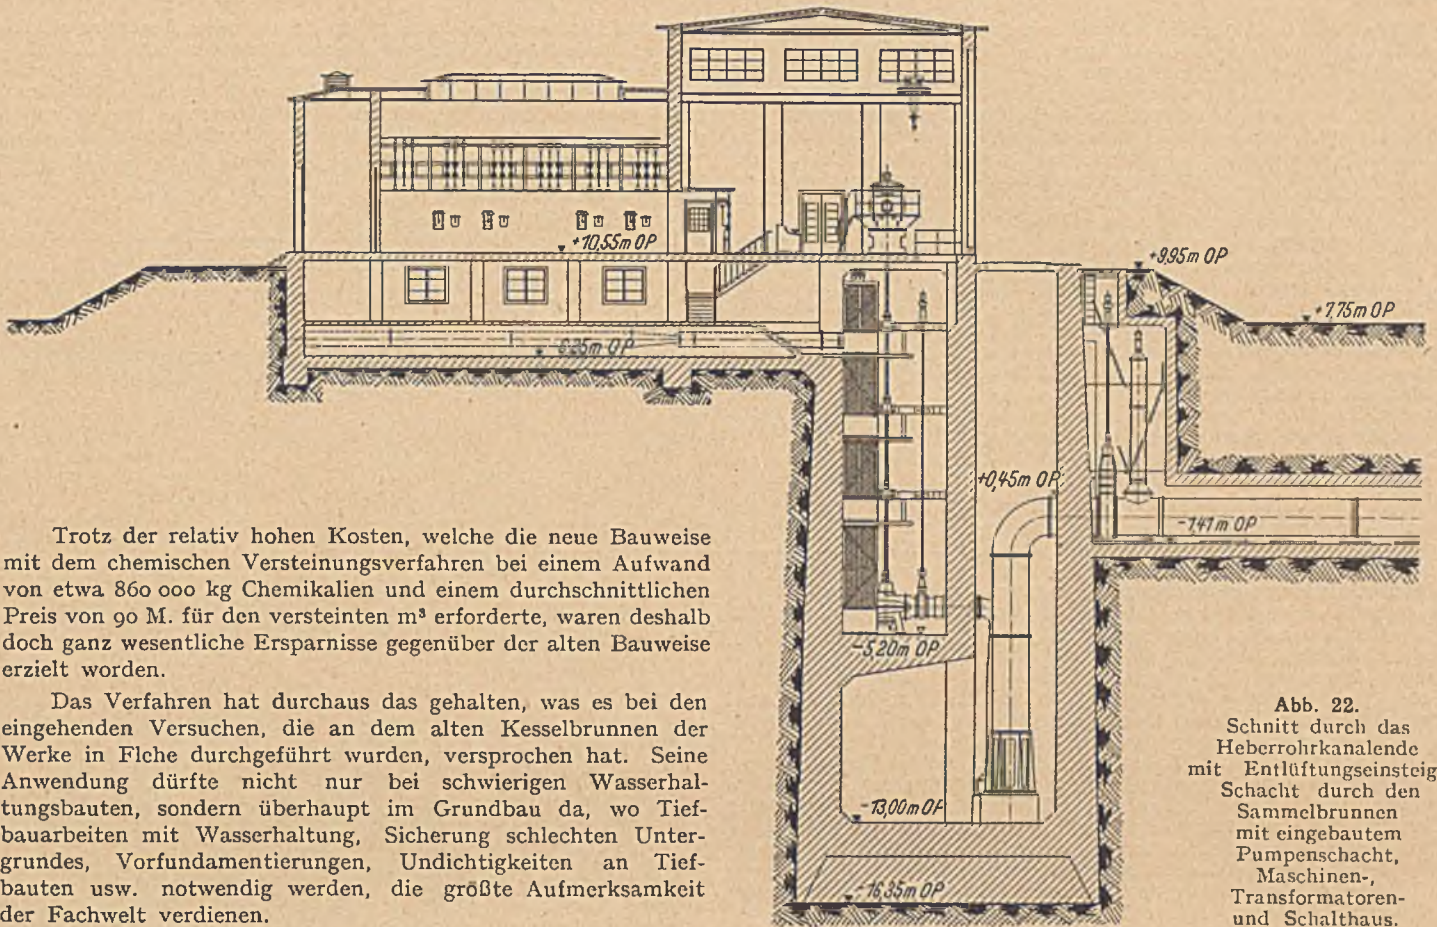 +10,55m OP
+9,95m OP
+7,75m OP
6,25m OP
+0,45m OP
-1,41m OP
-5,20m OP
-13,00m OP
-16,35m OP
Trotz der relativ hohen Kosten, welche die neue Bauweise
mit dem chemischen Versteinungsverfahren bei einem Aufwand
von etwa 860 000 kg Chemikalien und einem durchschnittlichen
Preis von 90 M. für den versteinten m³ erforderte, waren deshalb
doch ganz wesentliche Ersparnisse gegenüber der alten Bauweise
erzielt worden.
Das Verfahren hat durchaus das gehalten, was es bei den
eingehenden Versuchen, die an dem alten Kesselbrunnen der
Werke in Flche durchgeführt wurden, versprochen hat. Seine
Anwendung dürfte nicht nur bei schwierigen Wasserhal-
tungsbauten, sondern überhaupt im Grundbau da, wo Tief-
bauarbeiten mit Wasserhaltung, Sicherung schlechten Unter-
grundes, Vorfundamentierungen, Undichtigkeiten an Tief-
bauten usw. notwendig werden, die größte Aufmerksamkeit
der Fachwelt verdienen.
Abb. 22.
Schnitt durch das
Heberrohrkanalende
mit Entlüftungseinsteig
Schacht durch den
Sammelbrunnen
mit eingebautem
Pumpenschacht,
Maschinen-,
Transformatoren-
und Schalthaus.